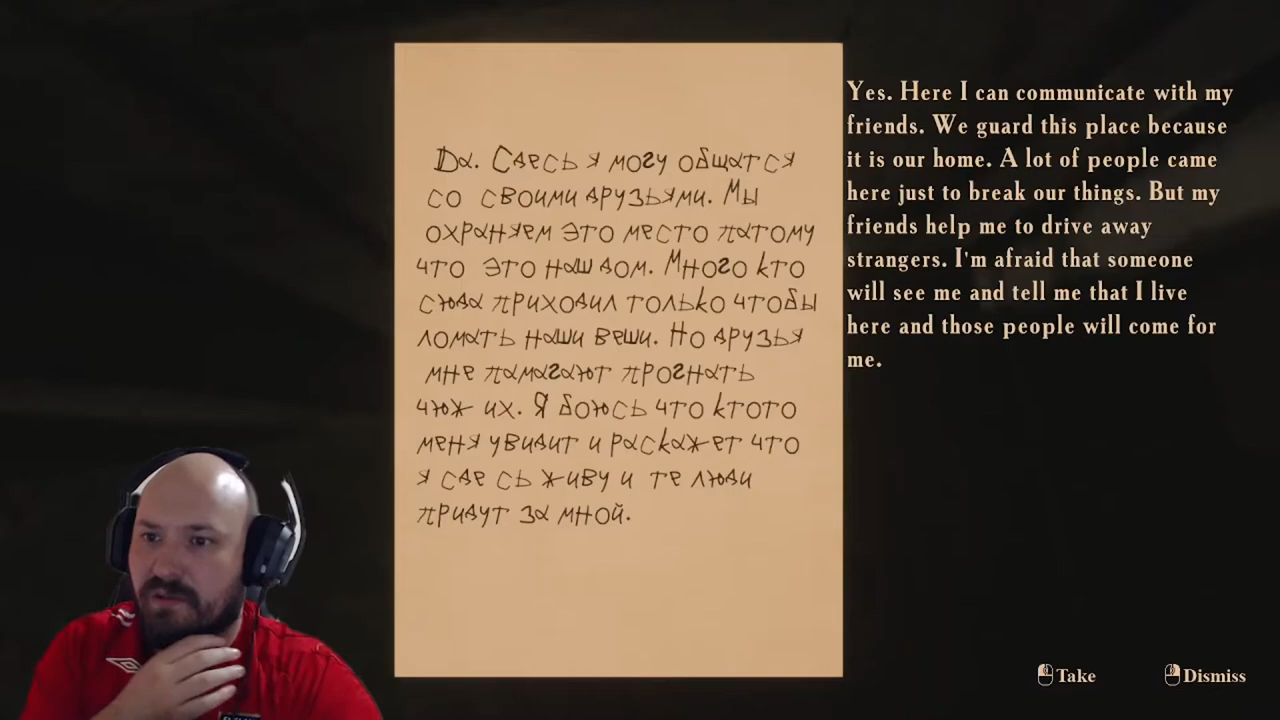 Да. Сдесь я могу общатся
со своими друзьями. Мы
охраняем это место патому
что это наш дом. Много кто
сюда приходил только чтобы
ломать наши веши. Но друзья
мне памагают прогнать
чюж их. Я боюсь что ктото
меня увидит и раскажет что
я сде сь живу и те люди
придут за мной.
Yes. Here I can communicate with my
friends. We guard this place because
it is our home. A lot of people came
here just to break our things. But my
friends help me to drive away
strangers. I'm afraid that someone
will see me and tell me that I live
here and those people will come for
me.
Take
Dismiss